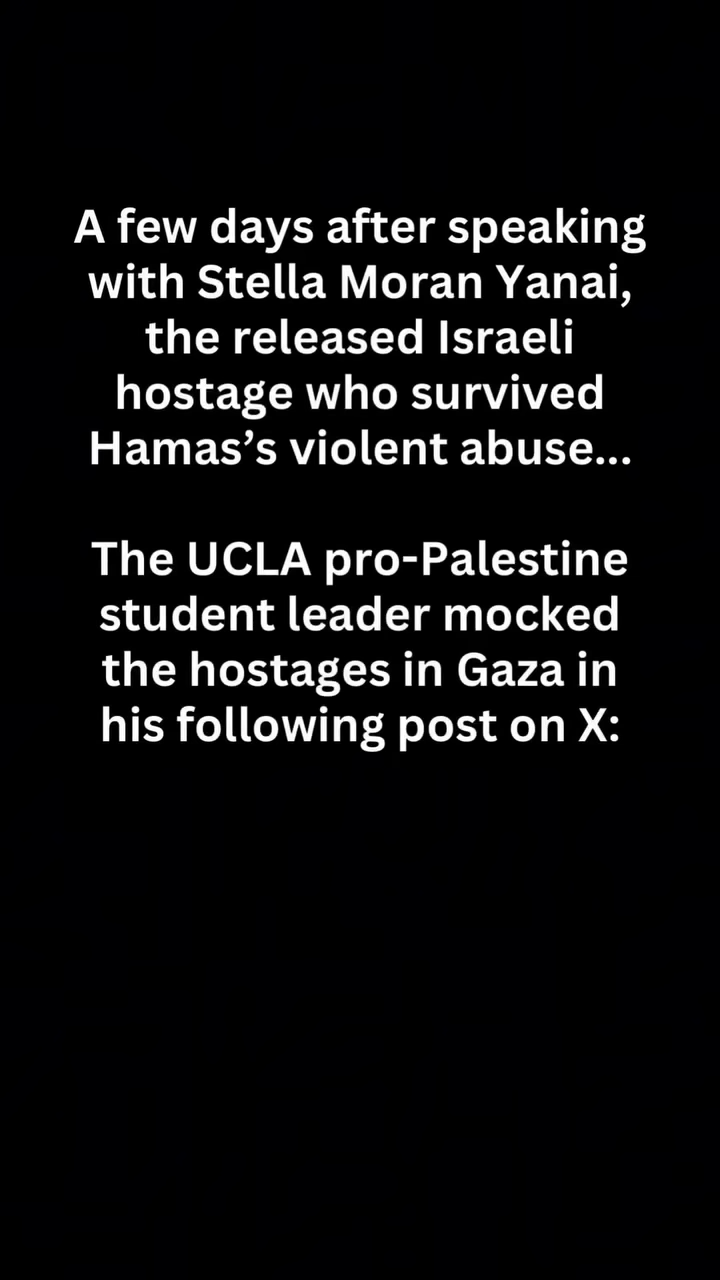 A few days after speaking
with Stella Moran Yanai,
the released Israeli
hostage who survived
Hamas’s violent abuse...
The UCLA pro-Palestine
student leader mocked
the hostages in Gaza in
his following post on X: